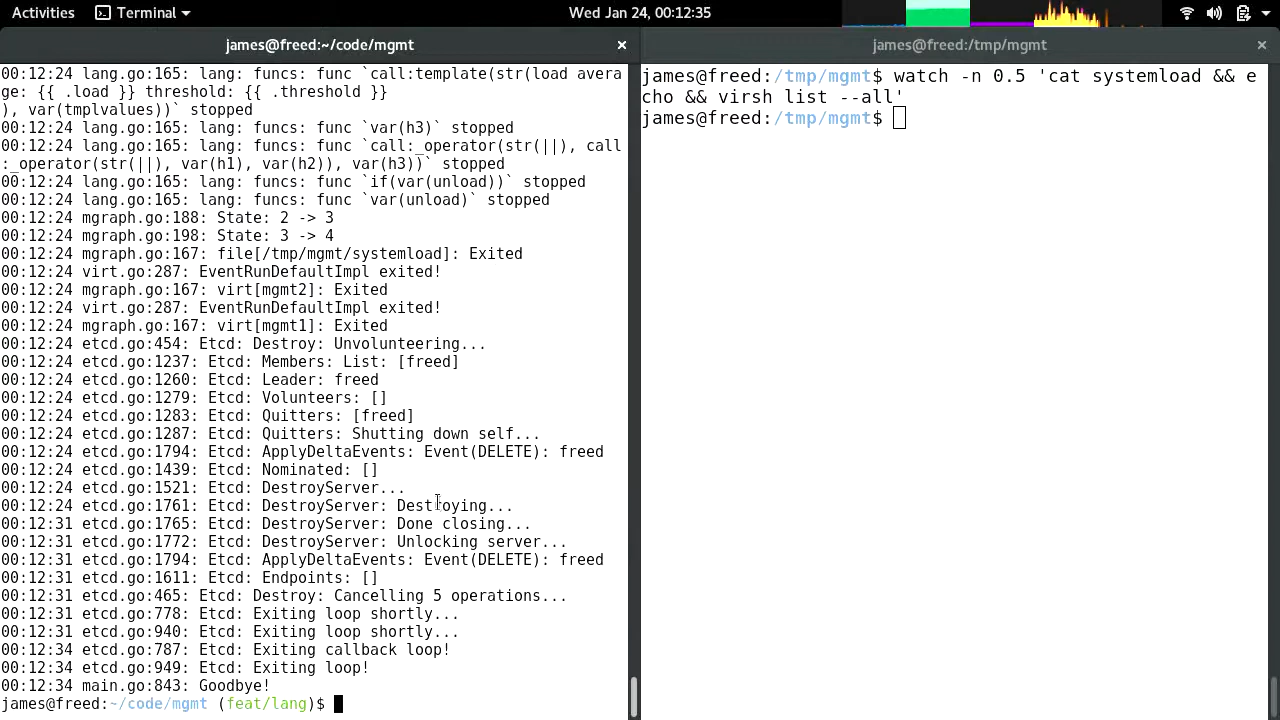 Activities Terminal Wed Jan 24, 00:12:35
james@freed:~/code/mgmt ×
00:12:24 lang.go:165: lang: funcs: func `call:template(str(load avera
ge: {{ .load }} threshold: {{ .threshold }}
), var(tmplvalues))` stopped
00:12:24 lang.go:165: lang: funcs: func `var(h3)` stopped
00:12:24 lang.go:165: lang: funcs: func `call:_operator(str(||), call
:_operator(str(||), var(h1), var(h2)), var(h3))` stopped
00:12:24 lang.go:165: lang: funcs: func `if(var(unload))` stopped
00:12:24 lang.go:165: lang: funcs: func `var(unload)` stopped
00:12:24 mgraph.go:188: State: 2 -> 3
00:12:24 mgraph.go:198: State: 3 -> 4
00:12:24 mgraph.go:167: file[/tmp/mgmt/systemload]: Exited
00:12:24 virt.go:287: EventRunDefaultImpl exited!
00:12:24 mgraph.go:167: virt[mgmt2]: Exited
00:12:24 virt.go:287: EventRunDefaultImpl exited!
00:12:24 mgraph.go:167: virt[mgmt1]: Exited
00:12:24 etcd.go:454: Etcd: Destroy: Unvolunteering...
00:12:24 etcd.go:1237: Etcd: Members: List: [freed]
00:12:24 etcd.go:1260: Etcd: Leader: freed
00:12:24 etcd.go:1279: Etcd: Volunteers: []
00:12:24 etcd.go:1283: Etcd: Quitters: [freed]
00:12:24 etcd.go:1287: Etcd: Quitters: Shutting down self...
00:12:24 etcd.go:1794: Etcd: ApplyDeltaEvents: Event(DELETE): freed
00:12:24 etcd.go:1439: Etcd: Nominated: []
00:12:24 etcd.go:1521: Etcd: DestroyServer...
00:12:24 etcd.go:1761: Etcd: DestroyServer: Destroying...
00:12:31 etcd.go:1765: Etcd: DestroyServer: Done closing...
00:12:31 etcd.go:1772: Etcd: DestroyServer: Unlocking server...
00:12:31 etcd.go:1794: Etcd: ApplyDeltaEvents: Event(DELETE): freed
00:12:31 etcd.go:1611: Etcd: Endpoints: []
00:12:31 etcd.go:465: Etcd: Destroy: Cancelling 5 operations...
00:12:31 etcd.go:778: Etcd: Exiting loop shortly...
00:12:31 etcd.go:940: Etcd: Exiting loop shortly...
00:12:34 etcd.go:787: Etcd: Exiting callback loop!
00:12:34 etcd.go:949: Etcd: Exiting loop!
00:12:34 main.go:843: Goodbye!
james@freed:~/code/mgmt (feat/lang)$
james@freed:/tmp/mgmt ×
james@freed:/tmp/mgmt$ watch -n 0.5 'cat systemload && e
cho && virsh list --all'
james@freed:/tmp/mgmt$